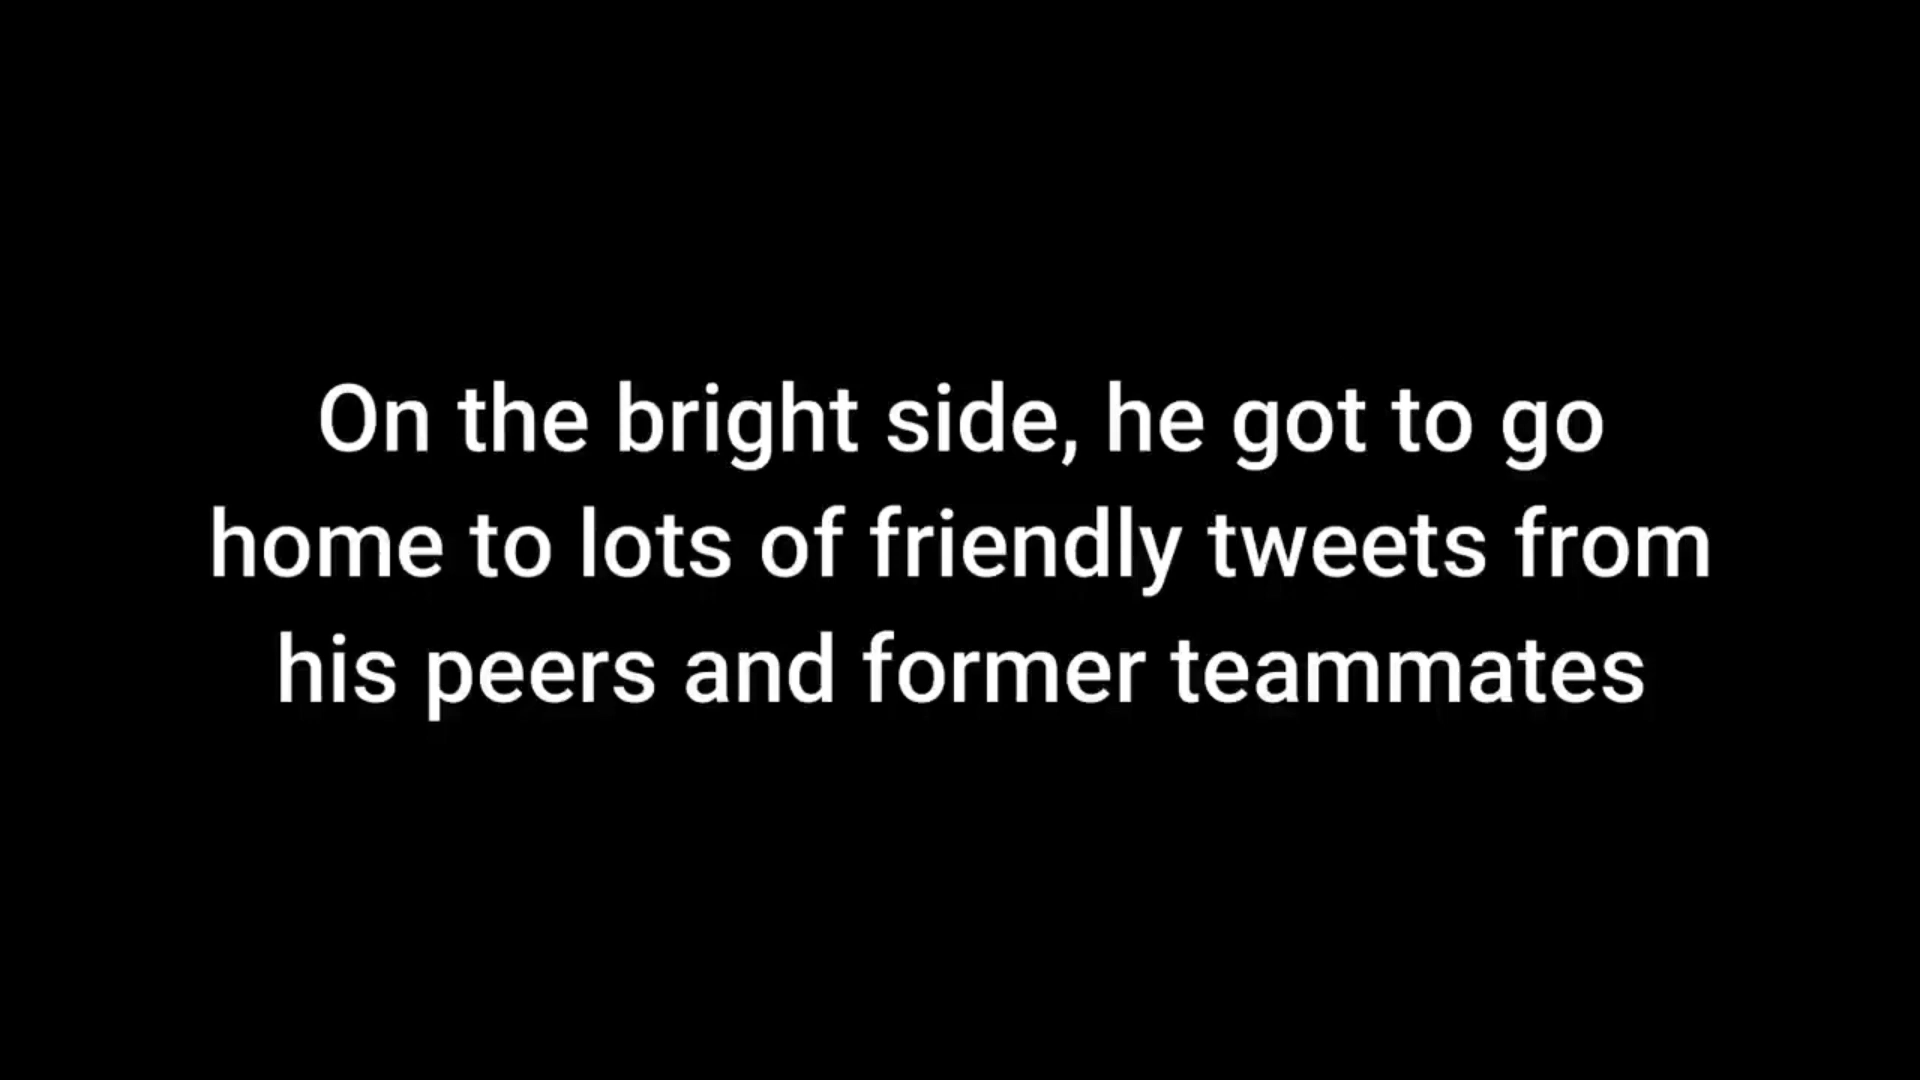 On the bright side, he got to go
home to lots of friendly tweets from
his peers and former teammates